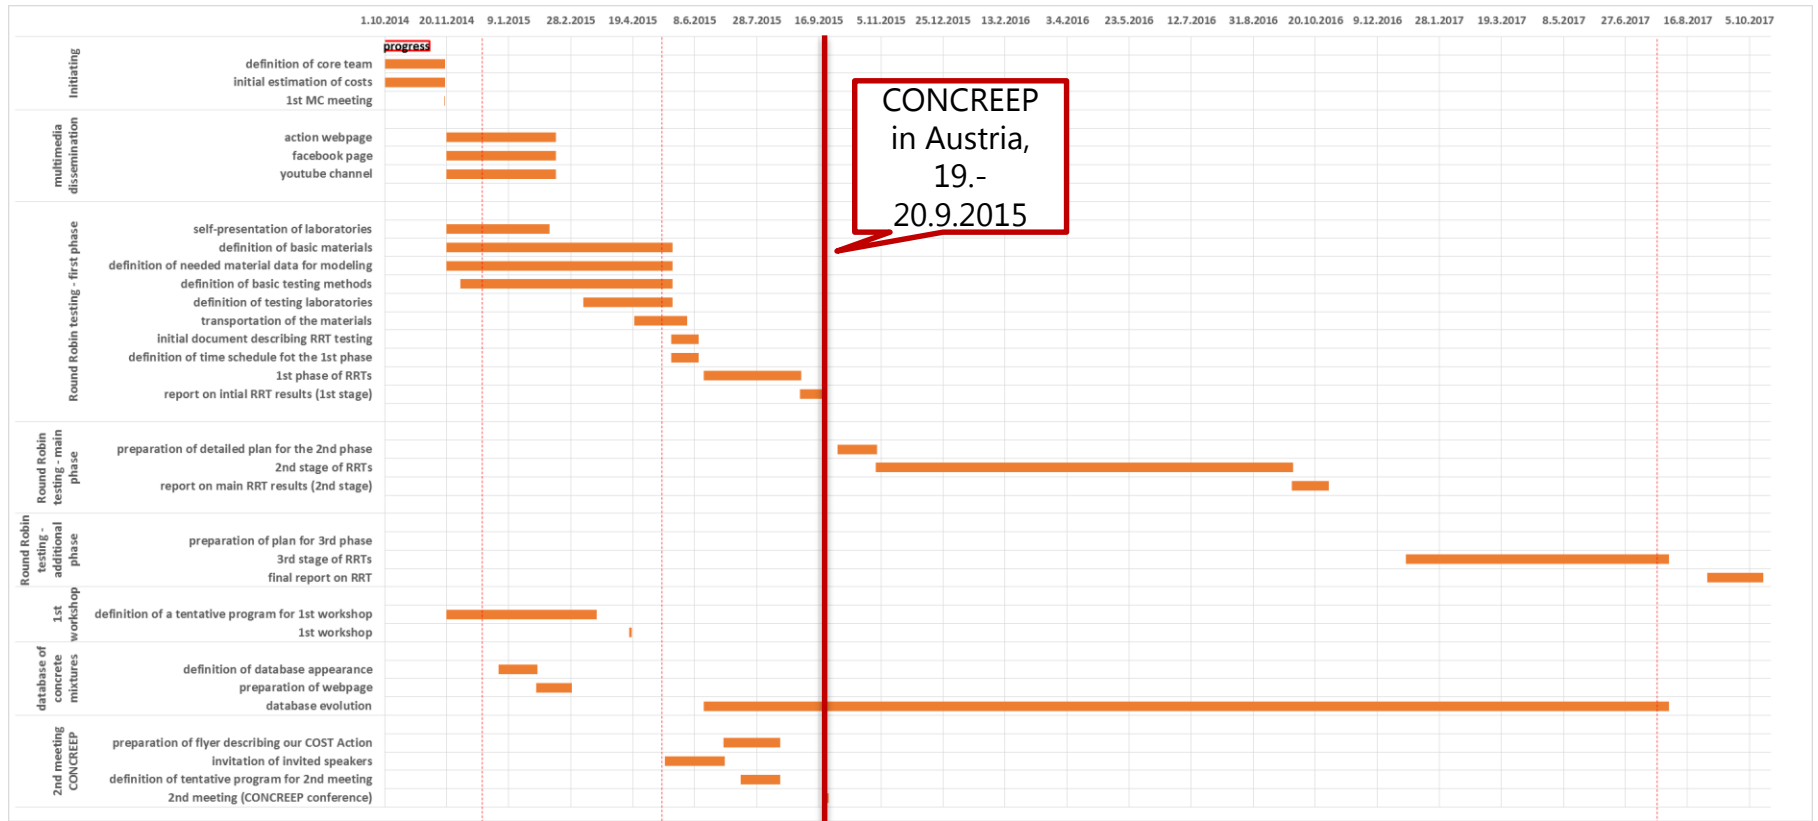 1.10.2014 20.11.2014 9.1.2015 28.2.2015 19.4.2015 8.6.2015 28.7.2015 16.9.2015 5.11.2015 25.12.2015 13.2.2016 3.4.2016 23.5.2016 12.7.2016 31.8.2016 20.10.2016 9.12.2016 28.1.2017 19.3.2017 8.5.2017 27.6.2017 16.8.2017 5.10.2017
Initiating
progress
definition of core team
initial estimation of costs
1st MC meeting
multimedia
dissemination
action webpage
facebook page
youtube channel
Round Robin testing - first phase
self-presentation of laboratories
definition of basic materials
definition of needed material data for modeling
definition of basic testing methods
definition of testing laboratories
transportation of the materials
initial document describing RRT testing
definition of time schedule fot the 1st phase
1st phase of RRTs
report on intial RRT results (1st stage)
CONCREEP
in Austria,
19.-
20.9.2015
Round Robin
testing - main
phase
preparation of detailed plan for the 2nd phase
2nd stage of RRTs
report on main RRT results (2nd stage)
Round Robin
testing -
additional
phase
preparation of plan for 3rd phase
3rd stage of RRTs
final report on RRT
1st
workshop
definition of a tentative program for 1st workshop
1st workshop
database of
concrete
mixtures
definition of database appearance
preparation of webpage
database evolution
2nd meeting
CONCREEP
preparation of flyer describing our COST Action
invitation of invited speakers
definition of tentative program for 2nd meeting
2nd meeting (CONCREEP conference)